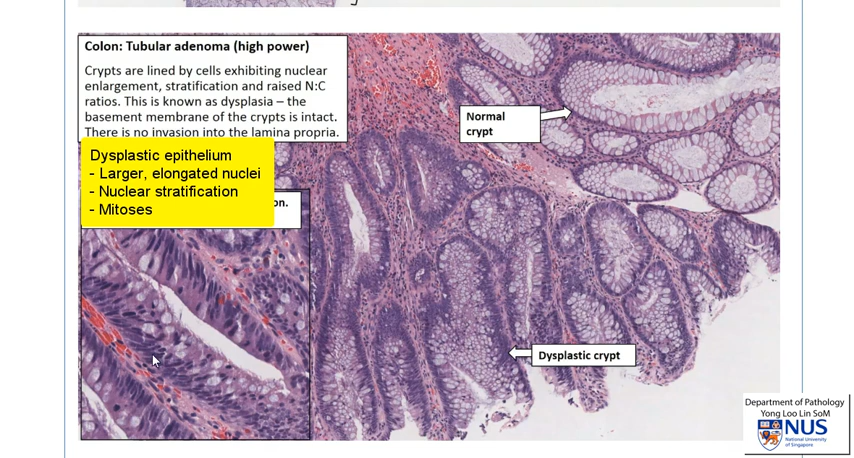 Colon: Tubular adenoma (high power)
Crypts are lined by cells exhibiting nuclear
enlargement, stratification and raised N:C
ratios. This is known as dysplasia – the
basement membrane of the crypts is intact.
There is no invasion into the lamina propria.
Normal
crypt
Dysplastic epithelium
- Larger, elongated nuclei
- Nuclear stratification
- Mitoses
on.
Dysplastic crypt
Department of Pathology
Yong Loo Lin SoM
NUS
National University
of Singapore